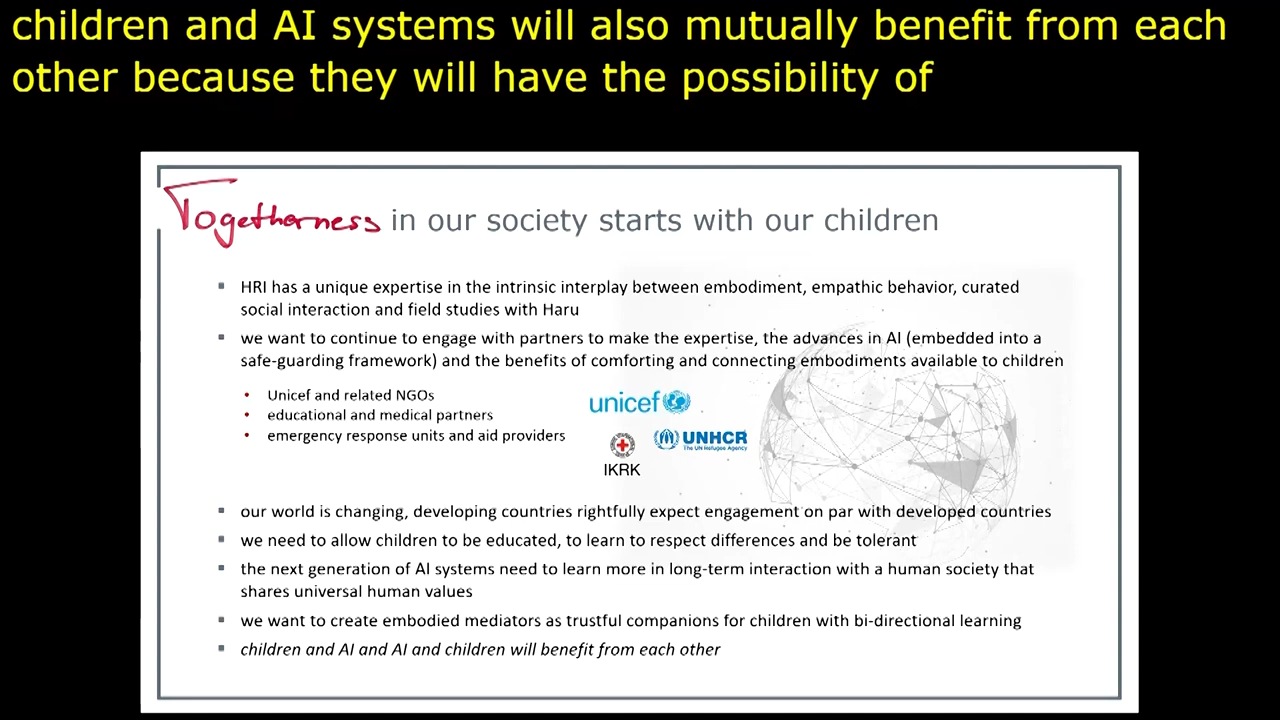 children and AI systems will also mutually benefit from each
other because they will have the possibility of
Togetherness in our society starts with our children
HRI has a unique expertise in the intrinsic interplay between embodiment, empathic behavior, curated
social interaction and field studies with Haru
we want to continue to engage with partners to make the expertise, the advances in AI (embedded into a
safe-guarding framework) and the benefits of comforting and connecting embodiments available to children
Unicef and related NGOs
educational and medical partners
emergency response units and aid providers
unicef
UNHCR
The UN Refugee Agency
IKRK
our world is changing, developing countries rightfully expect engagement on par with developed countries
we need to allow children to be educated, to learn to respect differences and be tolerant
the next generation of AI systems need to learn more in long-term interaction with a human society that
shares universal human values
we want to create embodied mediators as trustful companions for children with bi-directional learning
children and AI and AI and children will benefit from each other